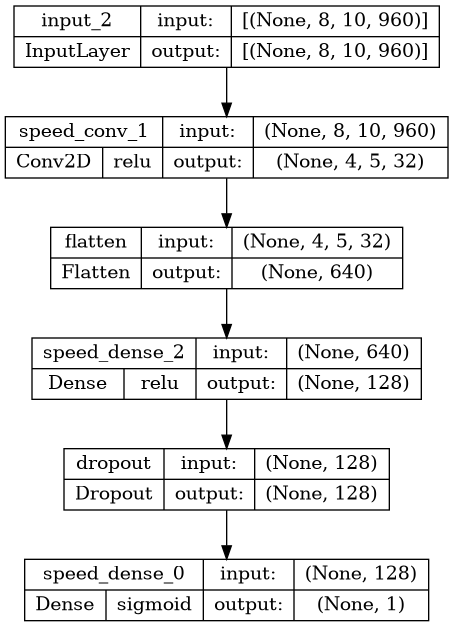 input_2 input: [(None, 8, 10, 960)]
InputLayer output: [(None, 8, 10, 960)]
speed_conv_1 input: (None, 8, 10, 960)
Conv2D relu output: (None, 4, 5, 32)
flatten input: (None, 4, 5, 32)
Flatten output: (None, 640)
speed_dense_2 input: (None, 640)
Dense relu output: (None, 128)
dropout input: (None, 128)
Dropout output: (None, 128)
speed_dense_0 input: (None, 128)
Dense sigmoid output: (None, 1)